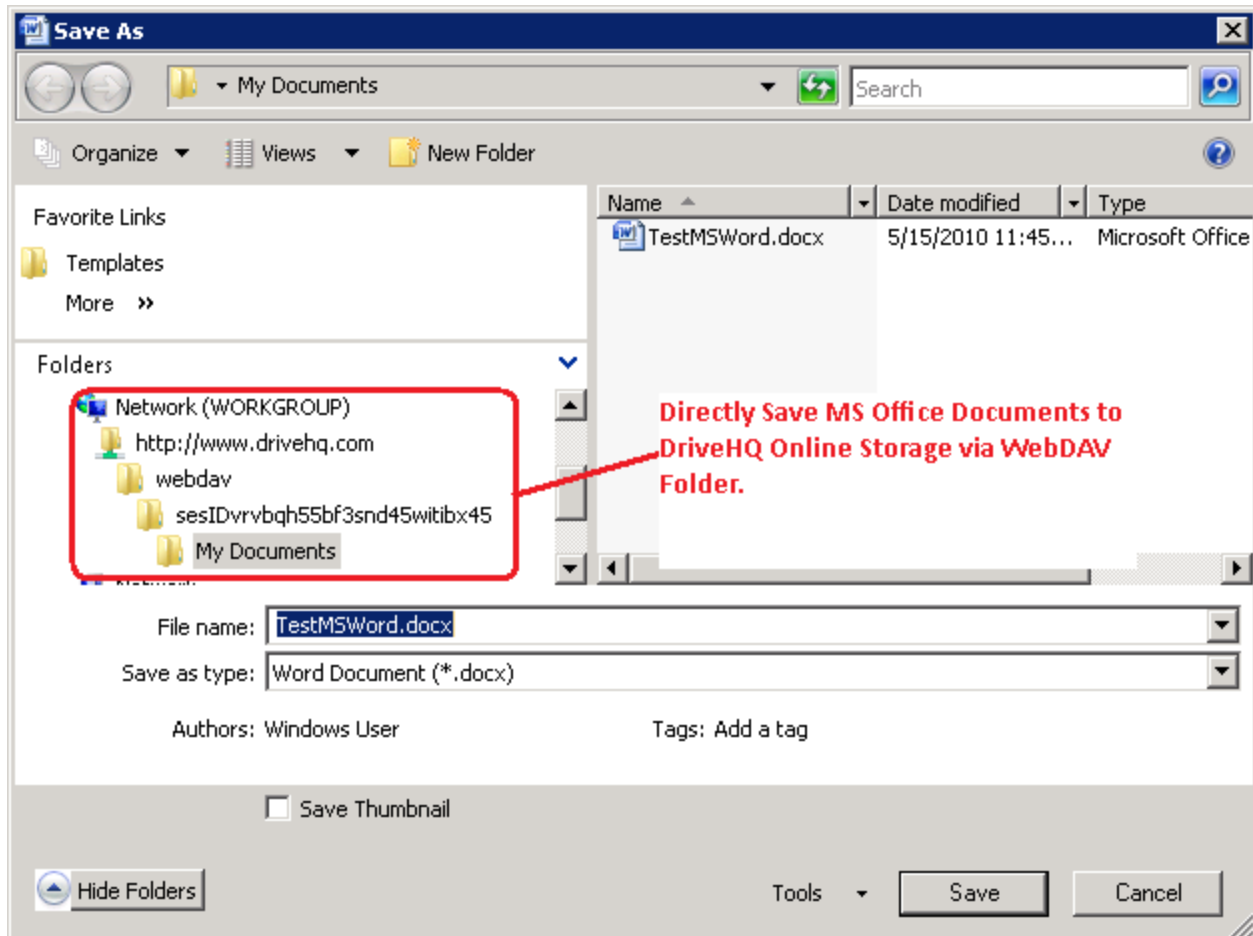 Save As
My Documents
Search
Organize
Views
New Folder
Favorite Links
Templates
More
Folders
Network (WORKGROUP)
http://www.drivehq.com
webdav
sesIDvrvbqh55bf3snd45witibx45
My Documents
Name
Date modified
Type
TestMSWord.docx
5/15/2010 11:45...
Microsoft Office
Directly Save MS Office Documents to
DriveHQ Online Storage via WebDAV
Folder.
File name: TestMSWord.docx
Save as type: Word Document (*.docx)
Authors: Windows User
Tags: Add a tag
Save Thumbnail
Hide Folders
Tools
Save
Cancel